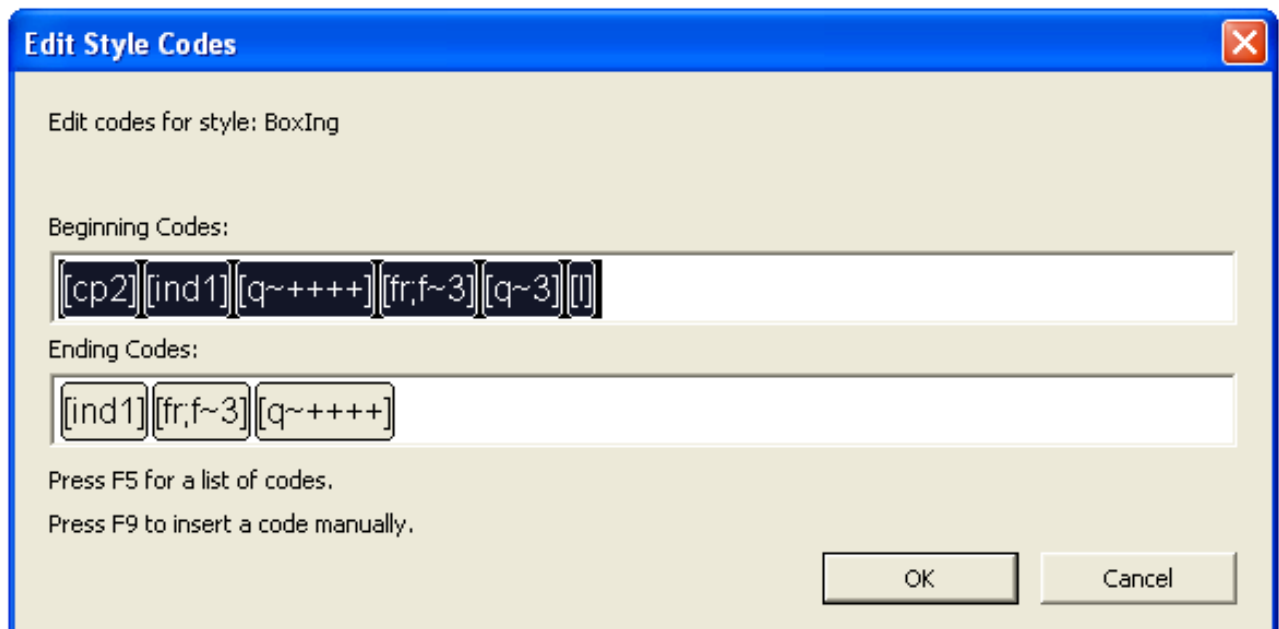 Edit Style Codes
Edit codes for style: BoxIng
Beginning Codes:
[cp2][ind1][q~++++][fr;f~3][q~3][l]
Ending Codes:
[ind1][fr;f~3][q~++++]
Press F5 for a list of codes.
Press F9 to insert a code manually.
OK Cancel